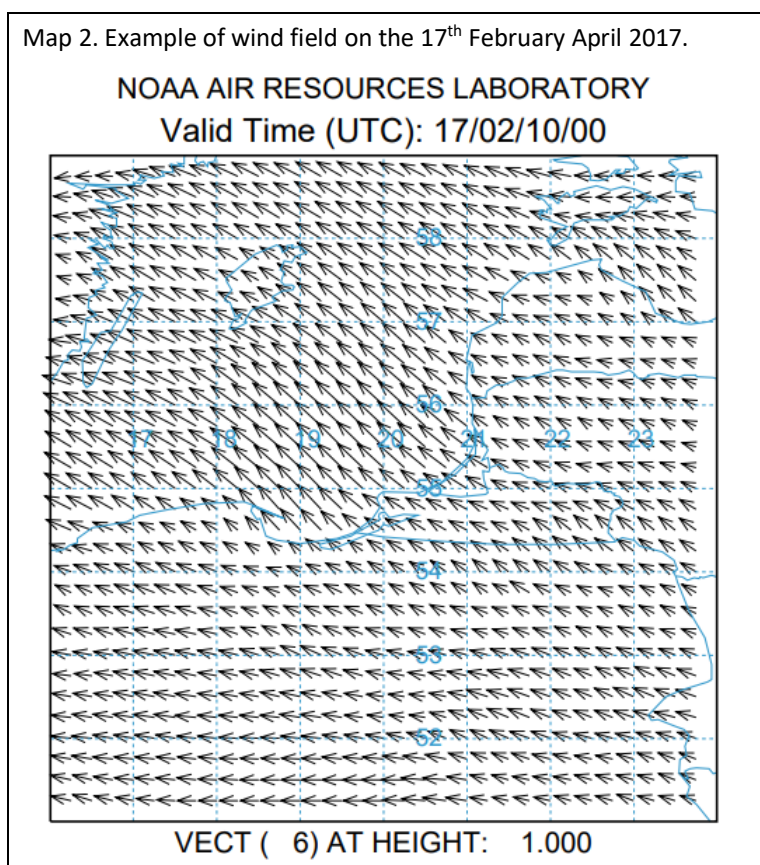 Map 2. Example of wind field on the 17th February April 2017.
NOAA AIR RESOURCES LABORATORY
Valid Time (UTC): 17/02/10/00
58
57
56
17 18 19 20 21 22 23
55
54
53
52
VECT ( 6) AT HEIGHT: 1.000